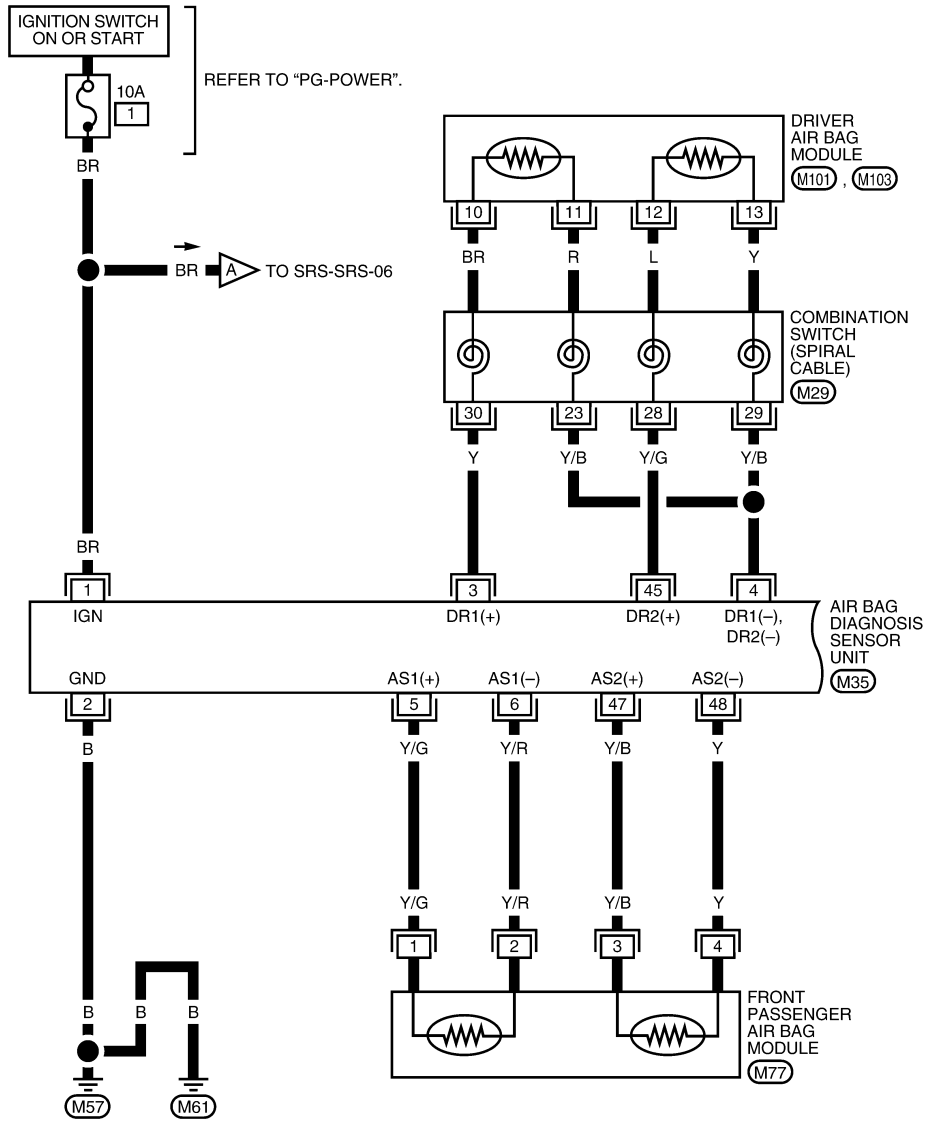 IGNITION SWITCH
ON OR START
10A
1
REFER TO “PG-POWER”.
BR
DRIVER
AIR BAG
MODULE
M101 , M103
10 11 12 13
BR R L Y
BR A TO SRS-SRS-06
COMBINATION
SWITCH
(SPIRAL
CABLE)
M29
30 23 28 29
Y Y/B Y/G Y/B
BR
1 3 45 4
IGN DR1(+) DR2(+) DR1(–),
DR2(–)
AIR BAG
DIAGNOSIS
SENSOR
UNIT
M35
GND AS1(+) AS1(–) AS2(+) AS2(–)
2 5 6 47 48
B Y/G Y/R Y/B Y
Y/G Y/R Y/B Y
1 2 3 4
FRONT
PASSENGER
AIR BAG
MODULE
M77
B B B
M57 M61